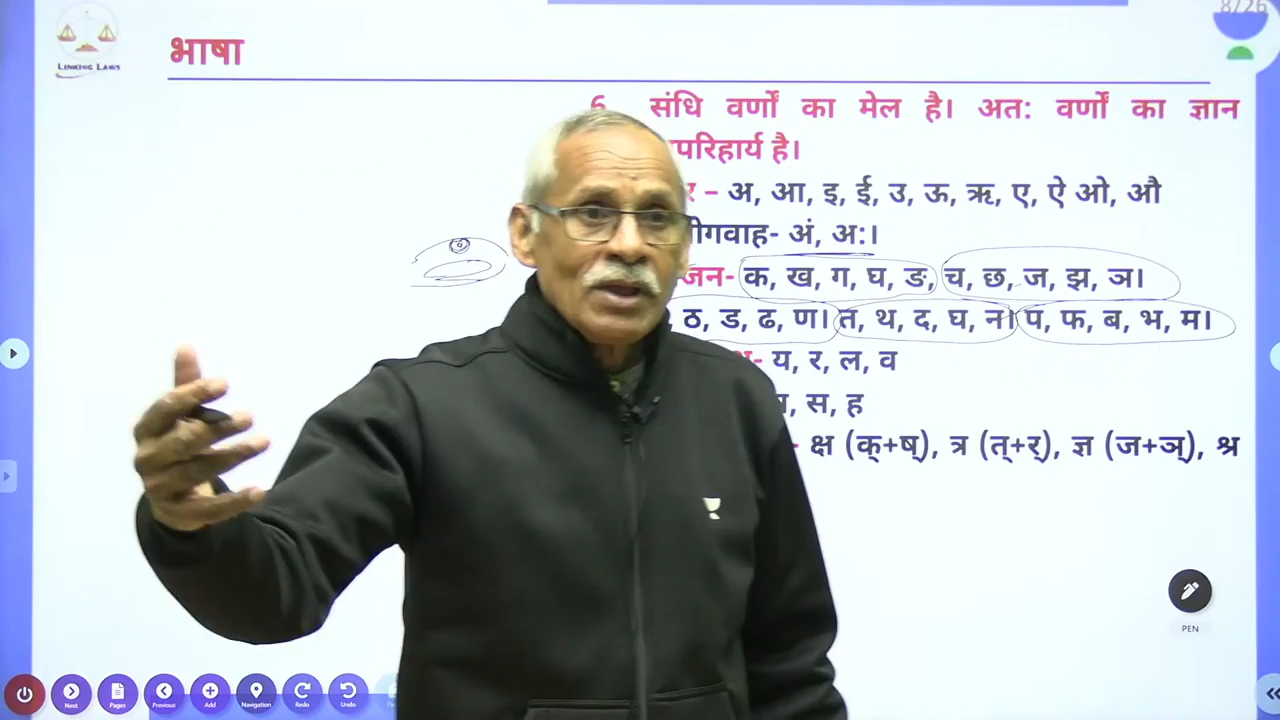 8/26
LINKING LAWS
भाषा
6. संधि वर्णों का मेल है। अत: वर्णों का ज्ञान
परिहार्य है।
र – अ, आ, इ, ई, उ, ऊ, ऋ, ए, ऐ ओ, औ
ोगवाह- अं, अ:।
जन- क, ख, ग, घ, ङ, च, छ, ज, झ, ञ।
, ठ, ड, ढ, ण। त, थ, द, घ, न। प, फ, ब, भ, म।
- य, र, ल, व
, स, ह
- क्ष (क्+ष्), त्र (त्+र्), ज्ञ (ज+ञ्), श्र
PEN
Next
Pages
Previous
Add
Navigation
Redo
Undo